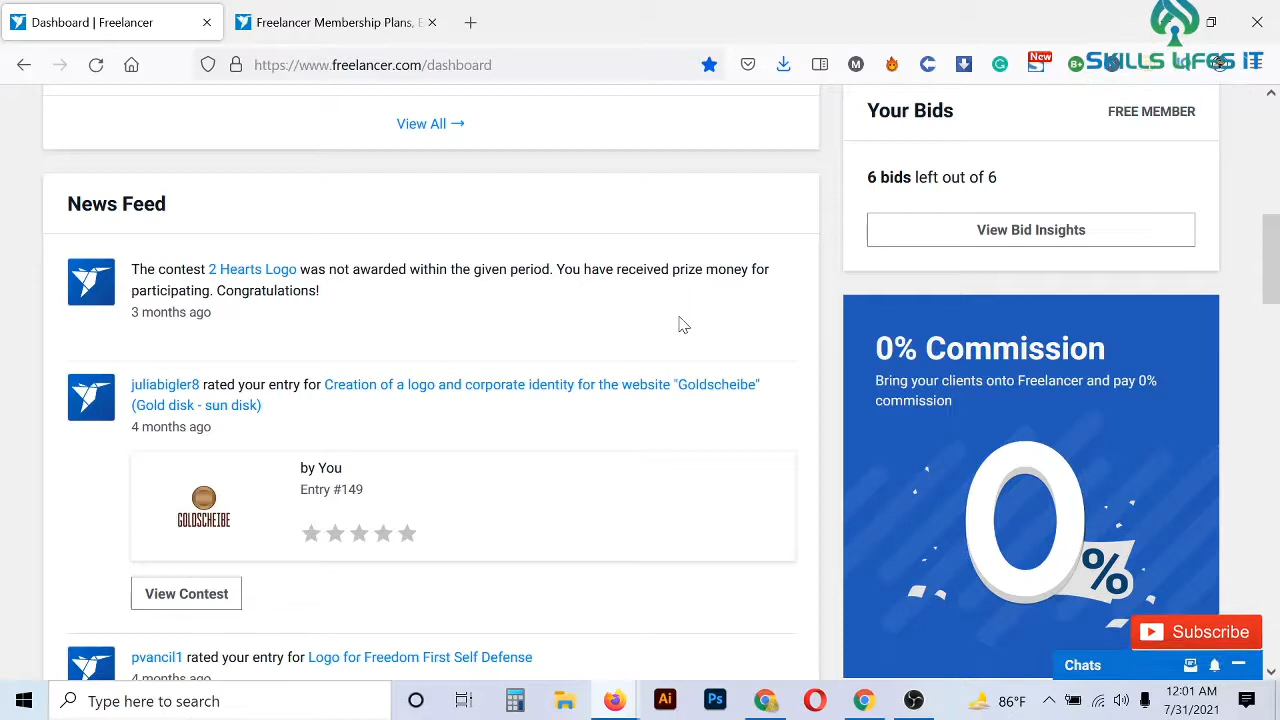 Dashboard | Freelancer
Freelancer Membership Plans, E
https://www.freelancer.com/dashboard
New
SKILLS LIFES IT
View All →
Your Bids
FREE MEMBER
6 bids left out of 6
View Bid Insights
News Feed
The contest 2 Hearts Logo was not awarded within the given period. You have received prize money for
participating. Congratulations!
3 months ago
juliabigler8 rated your entry for Creation of a logo and corporate identity for the website "Goldscheibe"
(Gold disk - sun disk)
4 months ago
by You
Entry #149
GOLDSCHEIBE
View Contest
pvancil1 rated your entry for Logo for Freedom First Self Defense
4 months ago
0% Commission
Bring your clients onto Freelancer and pay 0%
commission
0
%
Subscribe
Chats
Type here to search
Ai
Ps
86°F
12:01 AM
7/31/2021